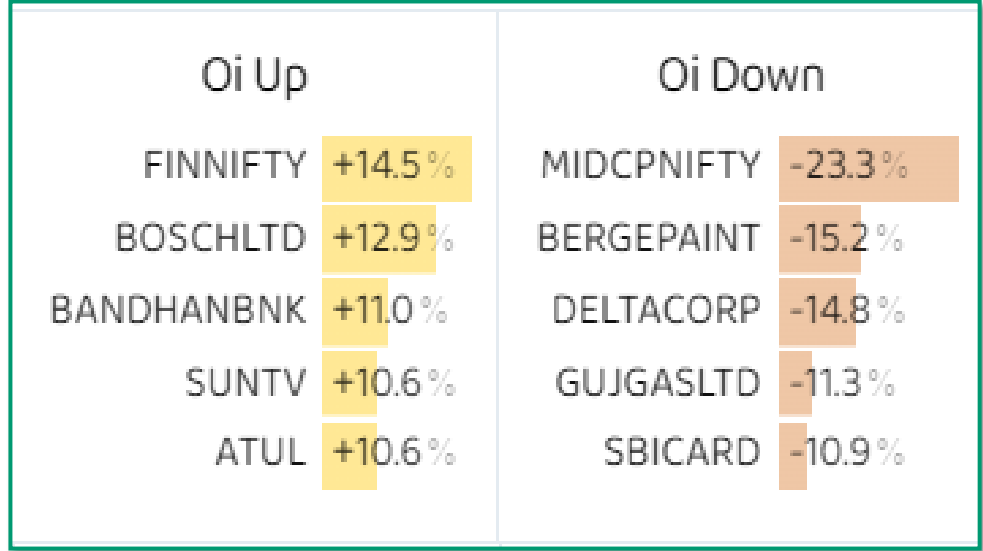 Oi Up
FINNIFTY +14.5 %
BOSCHLTD +12.9 %
BANDHANBNK +11.0 %
SUNTV +10.6 %
ATUL +10.6 %
Oi Down
MIDCPNIFTY -23.3 %
BERGEPAINT -15.2 %
DELTACORP -14.8 %
GUJGASLTD -11.3 %
SBICARD -10.9 %